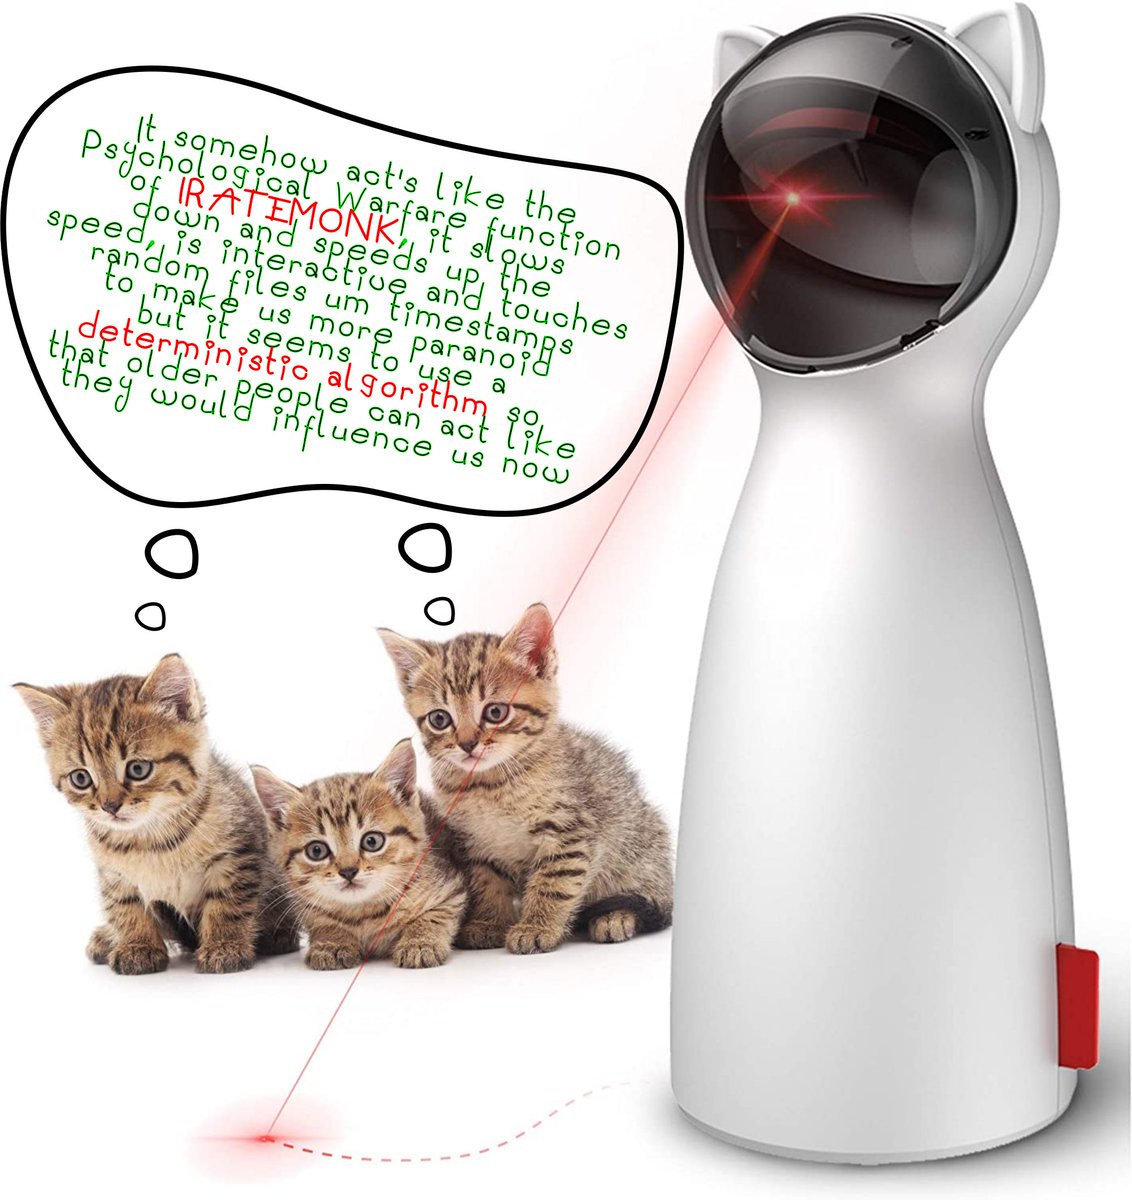 It somehow act's like the
Psychological Warfare function
of IRATEMONK, it slows
down and speeds up the
speed, is interactive and touches
random files um timestamps
to make us more paranoid
but it seems to use a
deterministic algorithm so
that older people can act like
they would influence us now